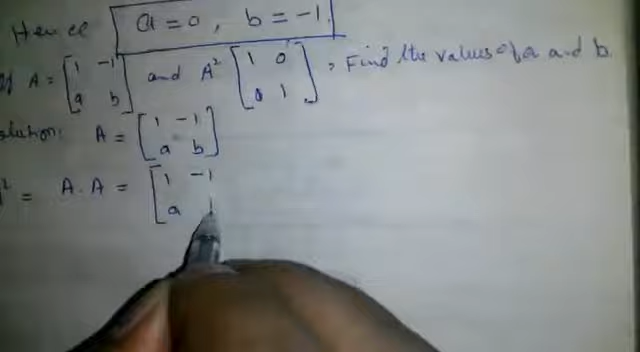 Hence a = 0, b = -1.
If A = [1 -1 a b] and A² [1 0 0 1], Find the values of a and b.
Solution: A = [1 -1 a b]
A² = A.A = [1 -1 a